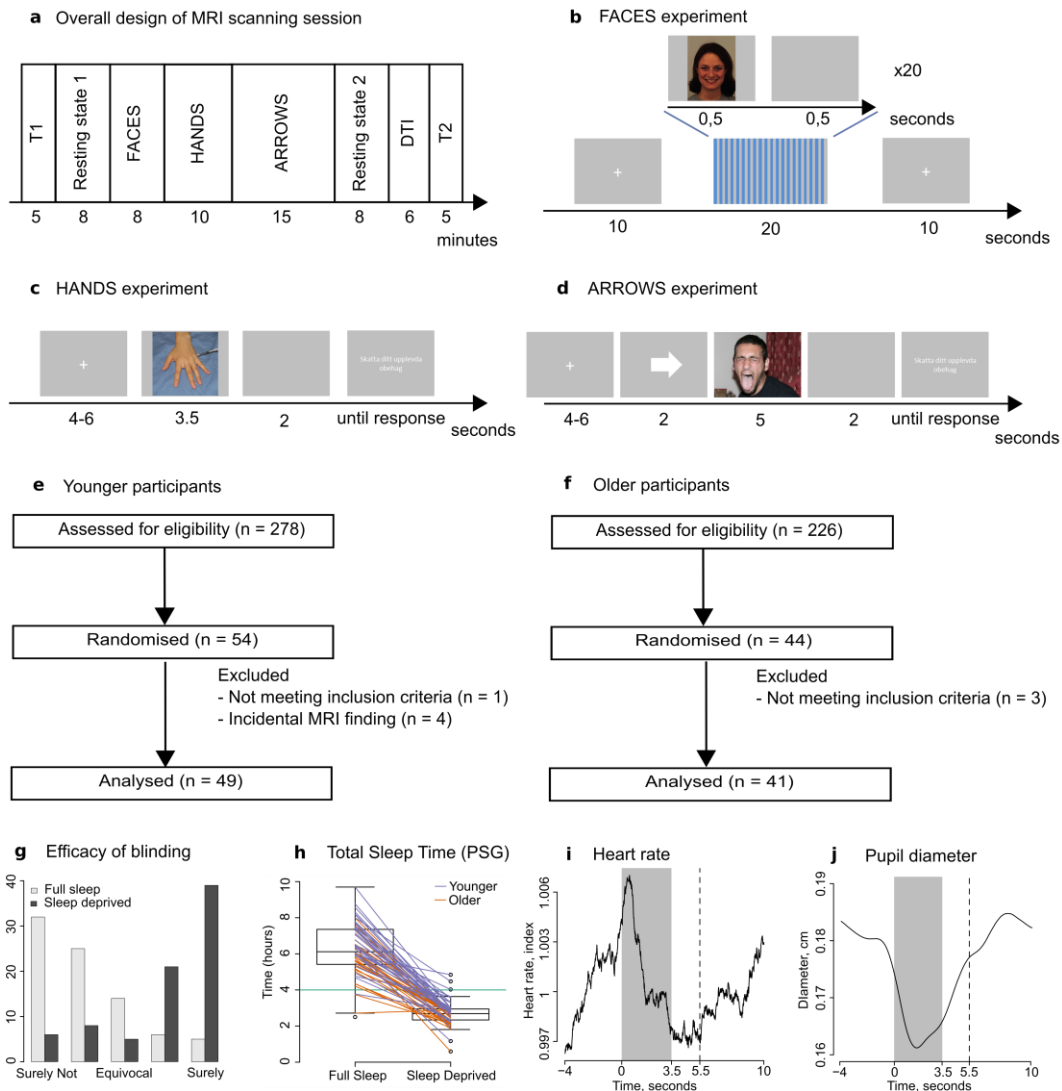 a Overall design of MRI scanning session
T1
Resting state 1
FACES
HANDS
ARROWS
Resting state 2
DTI
T2
5 8 8 10 15 8 6 5
minutes
b FACES experiment
x20
0,5 0,5 seconds
+ +
10 20 10
seconds
c HANDS experiment
+
Skatta ditt upplevda
obehag
4-6 3.5 2 until response
seconds
d ARROWS experiment
+
Skatta ditt upplevda
obehag
4-6 2 5 2 until response
seconds
e Younger participants
Assessed for eligibility (n = 278)
Randomised (n = 54)
Excluded
- Not meeting inclusion criteria (n = 1)
- Incidental MRI finding (n = 4)
Analysed (n = 49)
f Older participants
Assessed for eligibility (n = 226)
Randomised (n = 44)
Excluded
- Not meeting inclusion criteria (n = 3)
Analysed (n = 41)
g Efficacy of blinding
Full sleep
Sleep deprived
40
30
20
10
0
Surely Not Equivocal Surely
h Total Sleep Time (PSG)
Younger
Older
Time (hours)
10
8
6
4
2
0
Full Sleep Sleep Deprived
i Heart rate
Heart rate, index
1.006
1.003
1
0.997
-4 0 3.5 5.5 10
Time, seconds
j Pupil diameter
Diameter, cm
0.19
0.18
0.17
0.16
-4 0 3.5 5.5 10
Time, seconds